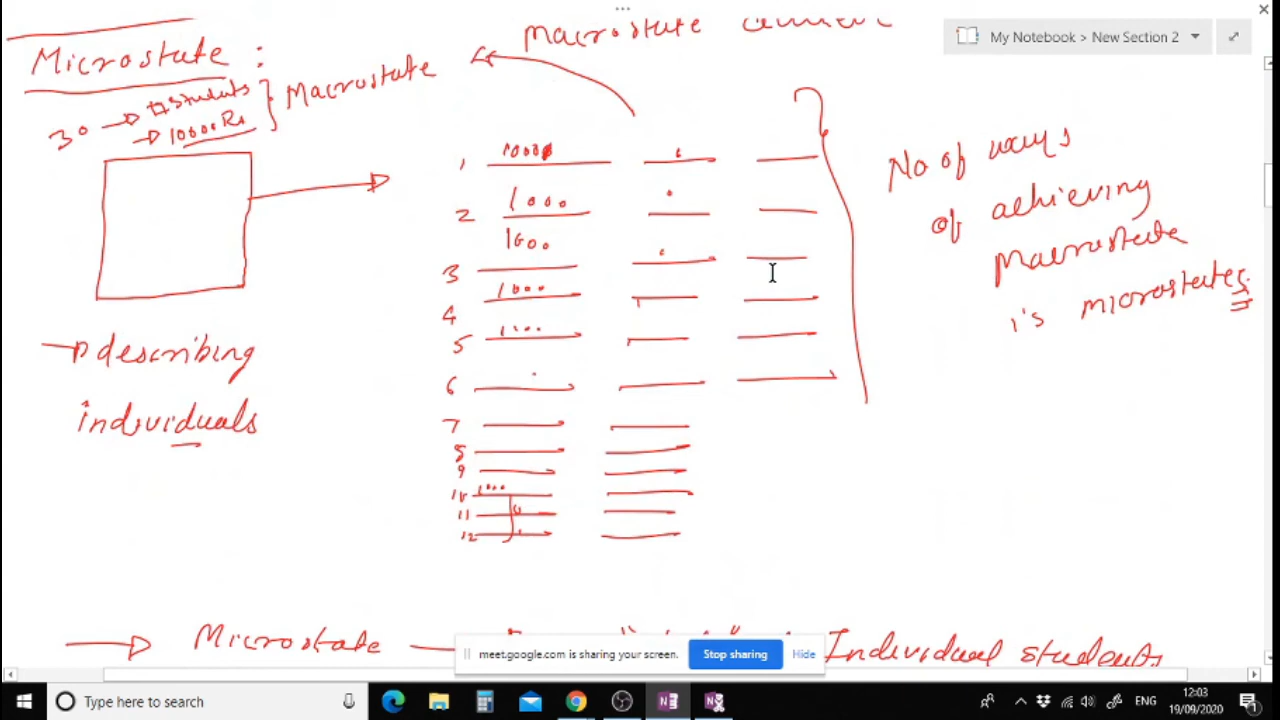 Microstate :
macrostate
30 → # students
→ 10000 Rs
Macrostate
My Notebook > New Section 2
1
2 1000
1000
3
4 1000
5
6
7
8
9
10
11
12
No of ways
of achieving
Macrostate
is microstates
→ describing
individuals
→ Microstate —
Individual students
meet.google.com is sharing your screen.
Stop sharing
Hide
Type here to search
ENG
12:03
19/09/2020
1